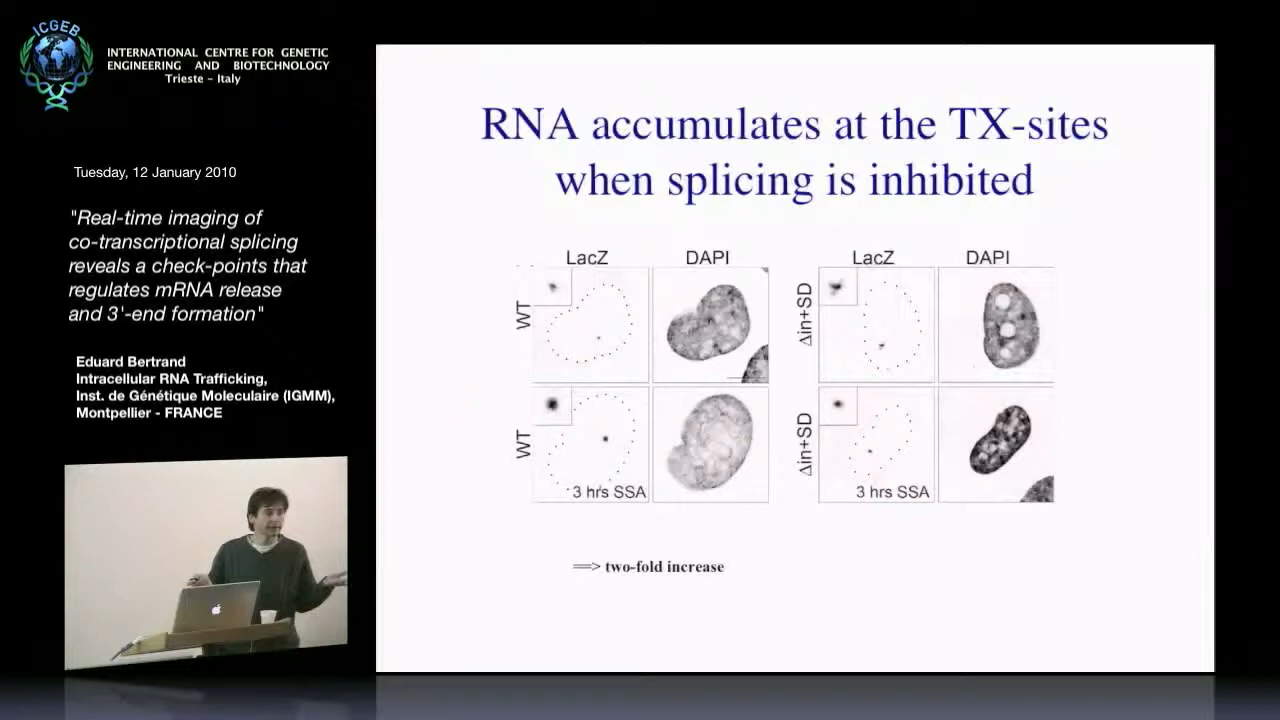 ICGEB
INTERNATIONAL CENTRE FOR GENETIC
ENGINEERING AND BIOTECHNOLOGY
Trieste - Italy
Tuesday, 12 January 2010
"Real-time imaging of
co-transcriptional splicing
reveals a check-points that
regulates mRNA release
and 3'-end formation"
Eduard Bertrand
Intracellular RNA Trafficking,
Inst. de Génétique Moleculaire (IGMM),
Montpellier - FRANCE
RNA accumulates at the TX-sites
when splicing is inhibited
LacZ DAPI LacZ DAPI
WT Δin+SD
WT Δin+SD
3 hrs SSA 3 hrs SSA
==> two-fold increase